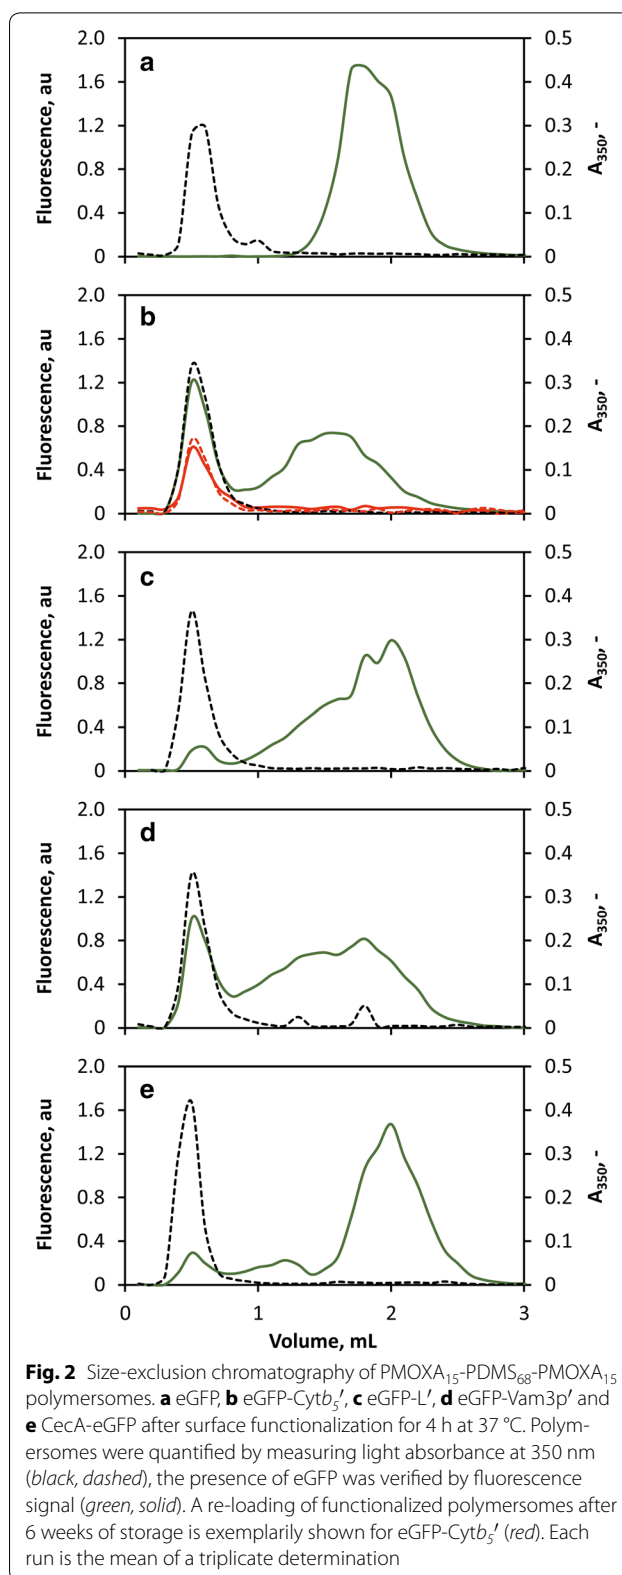 a
2.0
1.6
1.2
0.8
0.4
0
Fluorescence, au
0.5
0.4
0.3
0.2
0.1
0
A350, -
b
2.0
1.6
1.2
0.8
0.4
0
Fluorescence, au
0.5
0.4
0.3
0.2
0.1
0
A350, -
c
2.0
1.6
1.2
0.8
0.4
0
Fluorescence, au
0.5
0.4
0.3
0.2
0.1
0
A350, -
d
2.0
1.6
1.2
0.8
0.4
0
Fluorescence, au
0.5
0.4
0.3
0.2
0.1
0
A350, -
e
2.0
1.6
1.2
0.8
0.4
0
Fluorescence, au
0.5
0.4
0.3
0.2
0.1
0
A350, -
0 1 2 3
Volume, mL
Fig. 2 Size-exclusion chromatography of PMOXA15-PDMS68-PMOXA15
polymersomes. a eGFP, b eGFP-Cytb5′, c eGFP-L′, d eGFP-Vam3p′ and
e CecA-eGFP after surface functionalization for 4 h at 37 °C. Polym-
ersomes were quantified by measuring light absorbance at 350 nm
(black, dashed), the presence of eGFP was verified by fluorescence
signal (green, solid). A re-loading of functionalized polymersomes after
6 weeks of storage is exemplarily shown for eGFP-Cytb5′ (red). Each
run is the mean of a triplicate determination